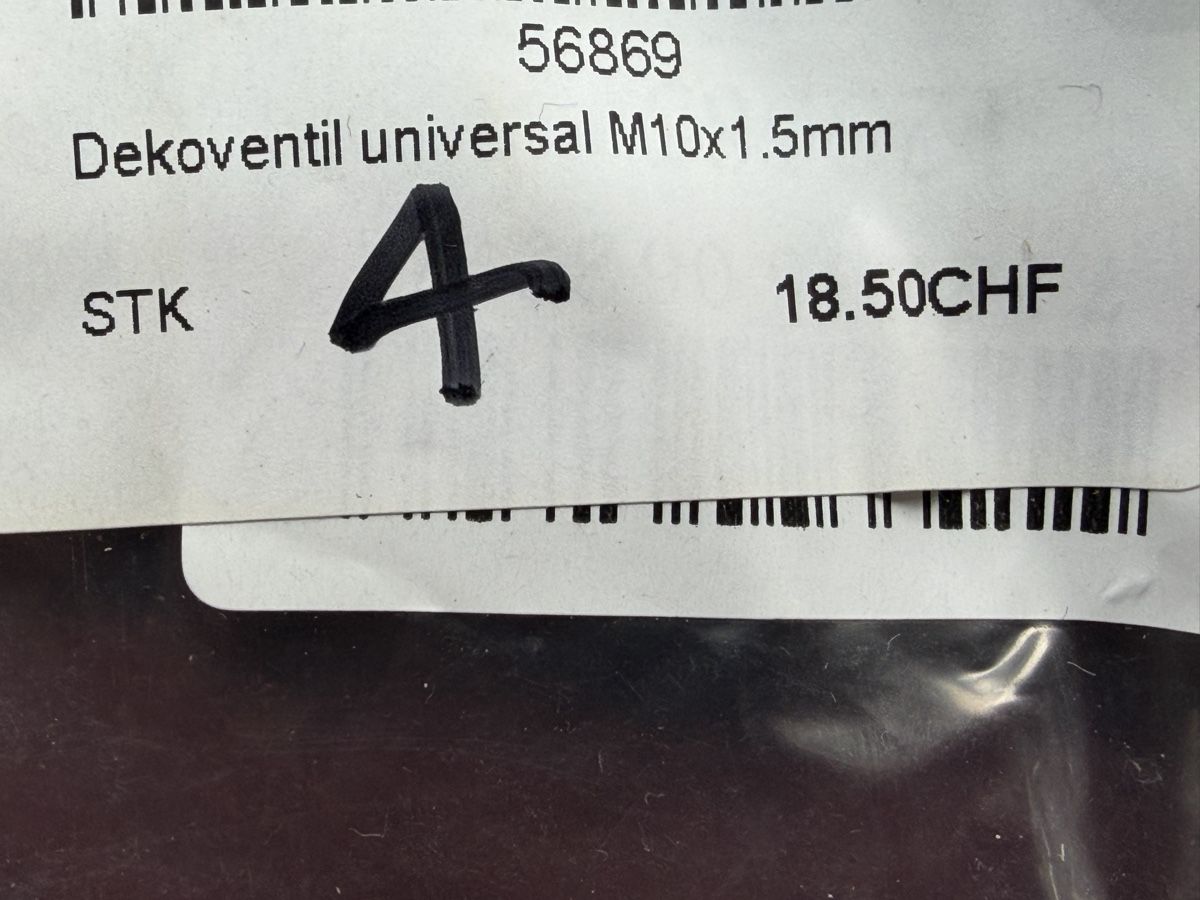 56869
Dekoventil universal M10x1.5mm
STK 4 18.50CHF